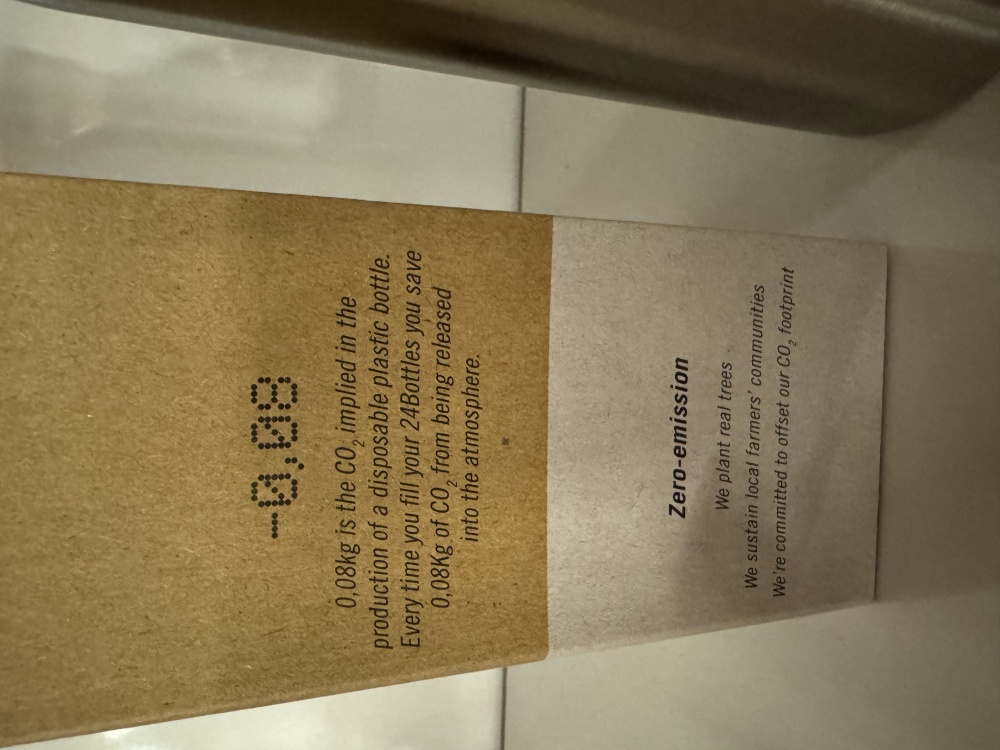 -0,08
0,08Kg is the CO₂ implied in the
production of a disposable plastic bottle.
Every time you fill your 24Bottles you save
0,08Kg of CO₂ from being released
into the atmosphere.
Zero-emission
We plant real trees
We sustain local farmers' communities
We're committed to offset our CO₂ footprint